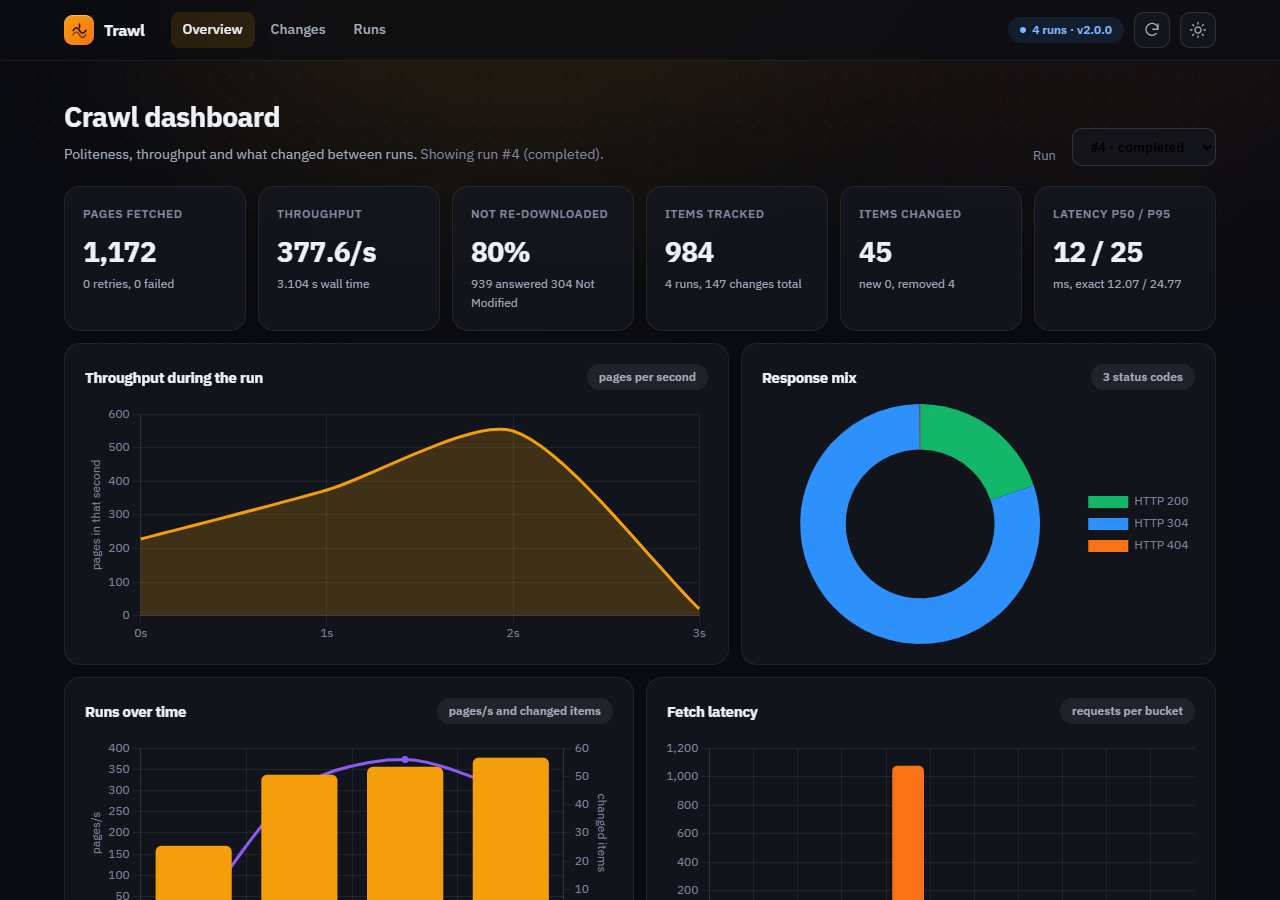 Trawl
Overview Changes Runs
4 runs · v2.0.0
Crawl dashboard
Politeness, throughput and what changed between runs. Showing run #4 (completed).
Run
#4 · completed
PAGES FETCHED
1,172
0 retries, 0 failed
THROUGHPUT
377.6/s
3.104 s wall time
NOT RE-DOWNLOADED
80%
939 answered 304 Not
Modified
ITEMS TRACKED
984
4 runs, 147 changes total
ITEMS CHANGED
45
new 0, removed 4
LATENCY P50 / P95
12 / 25
ms, exact 12.07 / 24.77
Throughput during the run
pages per second
pages in that second
600
500
400
300
200
100
0
0s 1s 2s 3s
Response mix
3 status codes
HTTP 200
HTTP 304
HTTP 404
Runs over time
pages/s and changed items
pages/s
400
350
300
250
200
150
100
50
60
50
40
30
20
10
changed items
Fetch latency
requests per bucket
1,200
1,000
800
600
400
200